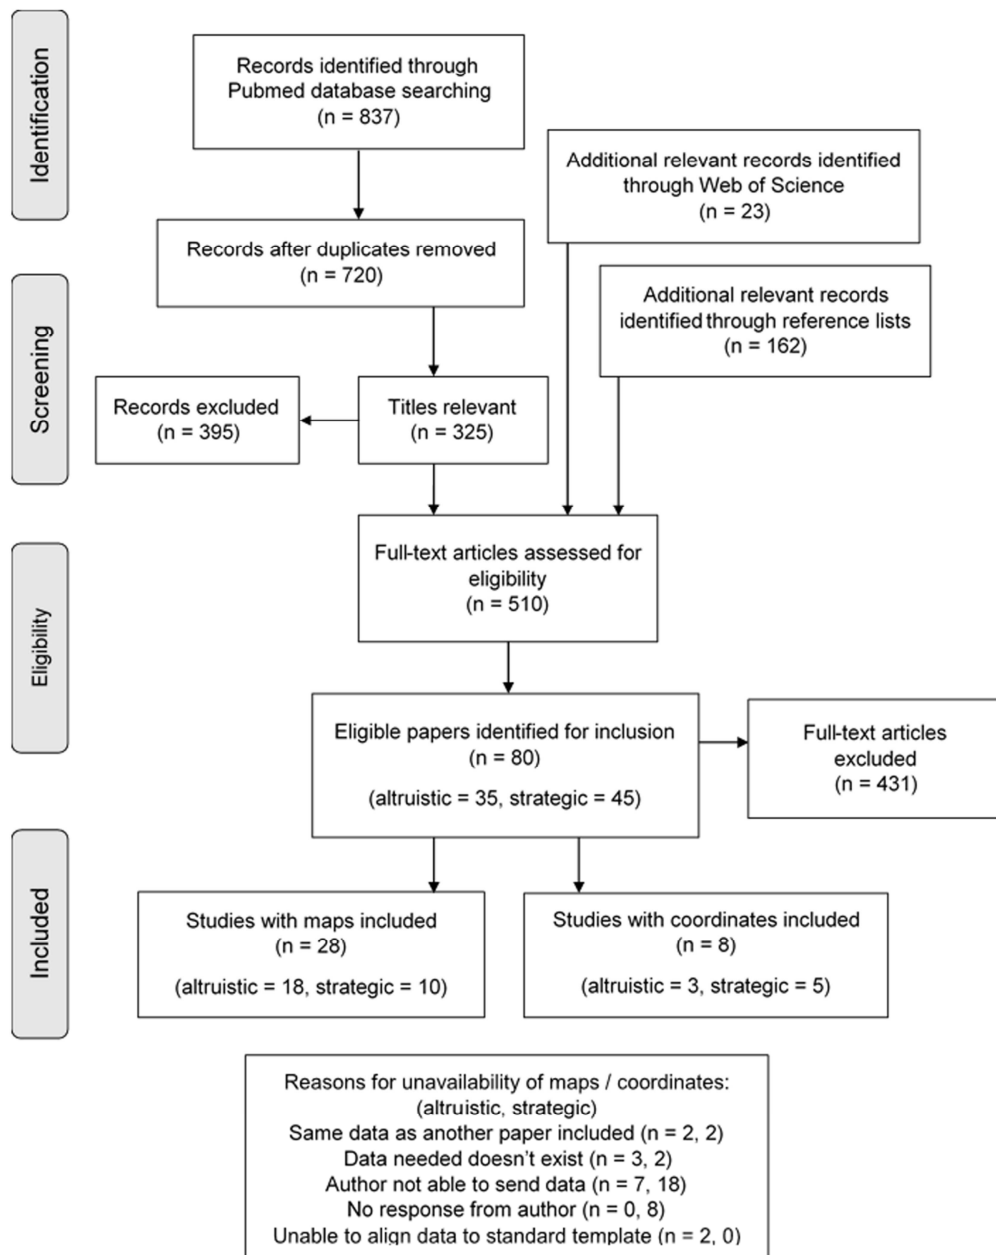 Identification
Records identified through
Pubmed database searching
(n = 837)
Additional relevant records identified
through Web of Science
(n = 23)
Records after duplicates removed
(n = 720)
Screening
Additional relevant records
identified through reference lists
(n = 162)
Records excluded
(n = 395)
Titles relevant
(n = 325)
Eligibility
Full-text articles assessed for
eligibility
(n = 510)
Eligible papers identified for inclusion
(n = 80)
(altruistic = 35, strategic = 45)
Full-text articles
excluded
(n = 431)
Included
Studies with maps included
(n = 28)
(altruistic = 18, strategic = 10)
Studies with coordinates included
(n = 8)
(altruistic = 3, strategic = 5)
Reasons for unavailability of maps / coordinates:
(altruistic, strategic)
Same data as another paper included (n = 2, 2)
Data needed doesn't exist (n = 3, 2)
Author not able to send data (n = 7, 18)
No response from author (n = 0, 8)
Unable to align data to standard template (n = 2, 0)